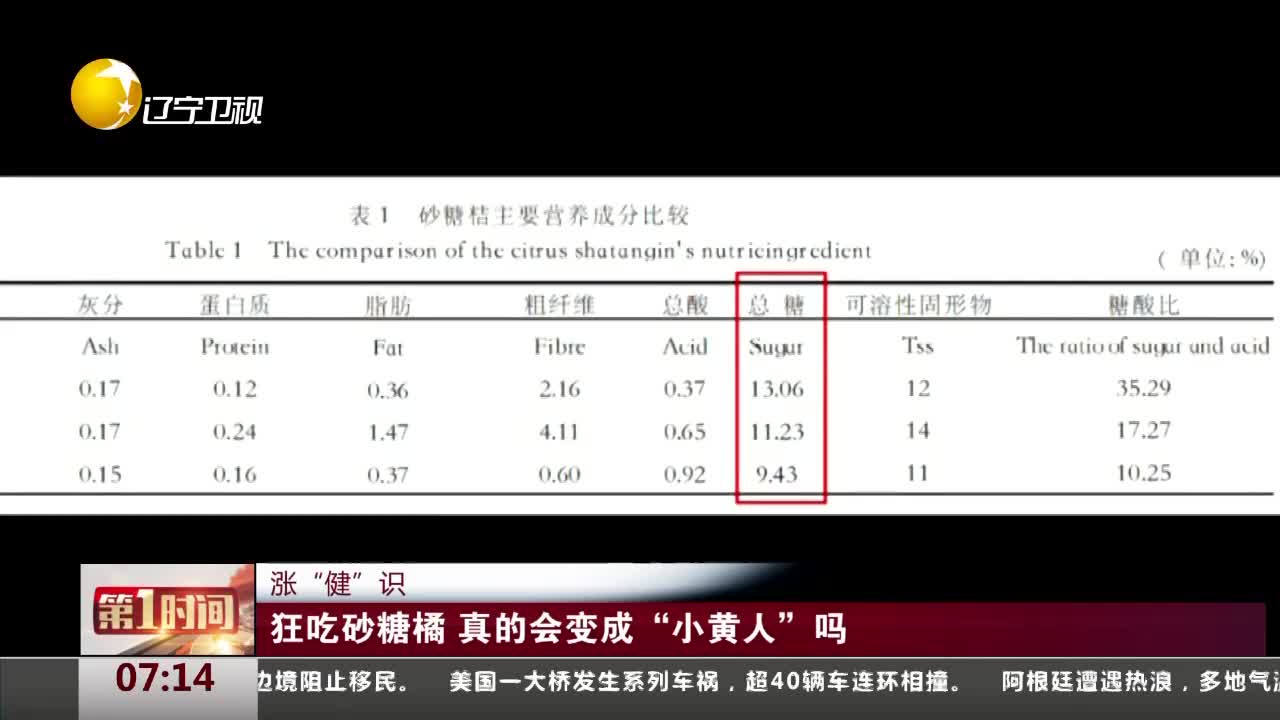 辽宁卫视
表 1 砂糖桔主要营养成分比较
Table 1 The comparison of the citrus shatangin's nutricingredient
( 单位:%)
灰分 蛋白质 脂肪 粗纤维 总酸 总 糖 可溶性固形物 糖酸比
Ash Protein Fat Fibre Acid Sugar Tss The ratio of sugar and acid
0.17 0.12 0.36 2.16 0.37 13.06 12 35.29
0.17 0.24 1.47 4.11 0.65 11.23 14 17.27
0.15 0.16 0.37 0.60 0.92 9.43 11 10.25
涨“健”识
第1时间
狂吃砂糖橘 真的会变成“小黄人”吗
07:14
边境阻止移民。 美国一大桥发生系列车祸，超40辆车连环相撞。 阿根廷遭遇热浪，多地气